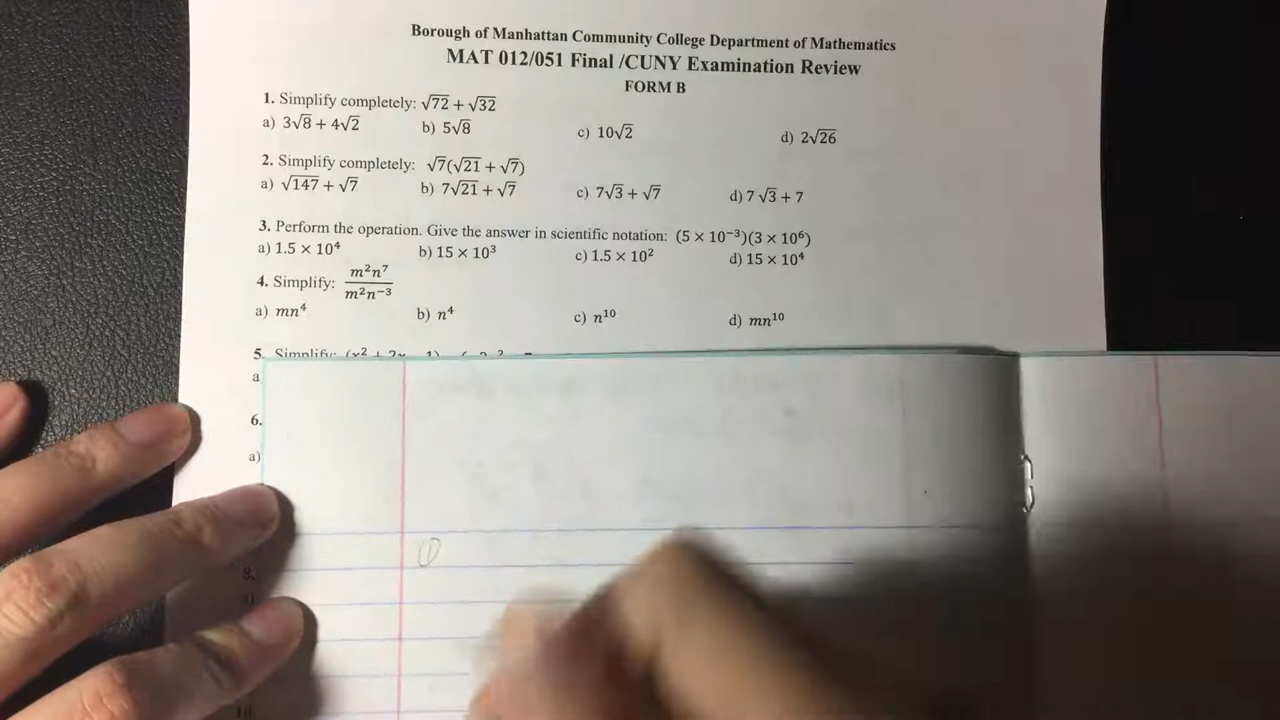 Borough of Manhattan Community College Department of Mathematics
MAT 012/051 Final /CUNY Examination Review
FORM B
1. Simplify completely: √72 + √32
a) 3√8 + 4√2 b) 5√8 c) 10√2 d) 2√26
2. Simplify completely: √7(√21 + √7)
a) √147 + √7 b) 7√21 + √7 c) 7√3 + √7 d) 7 √3 + 7
3. Perform the operation. Give the answer in scientific notation: (5 × 10⁻³)(3 × 10⁶)
a) 1.5 × 10⁴ b) 15 × 10³ c) 1.5 × 10² d) 15 × 10⁴
4. Simplify: m²n⁷ / m²n⁻³
a) mn⁴ b) n⁴ c) n¹⁰ d) mn¹⁰
5. Simplify:
a
6.
a)
①
8.
10.